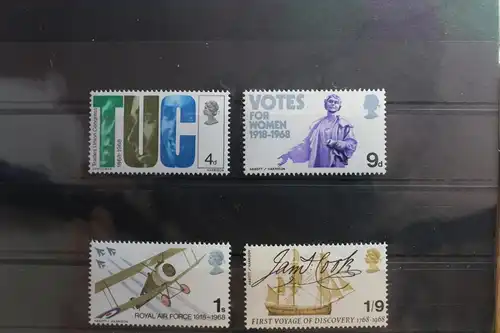 TUC
Trades Union Congress
1868-1968
4d
VOTES
FOR
WOMEN
1918-1968
9d
ROYAL AIR FORCE 1918-1968
1s
Jam.s Cook
FIRST VOYAGE OF DISCOVERY 1768-1968
1/9